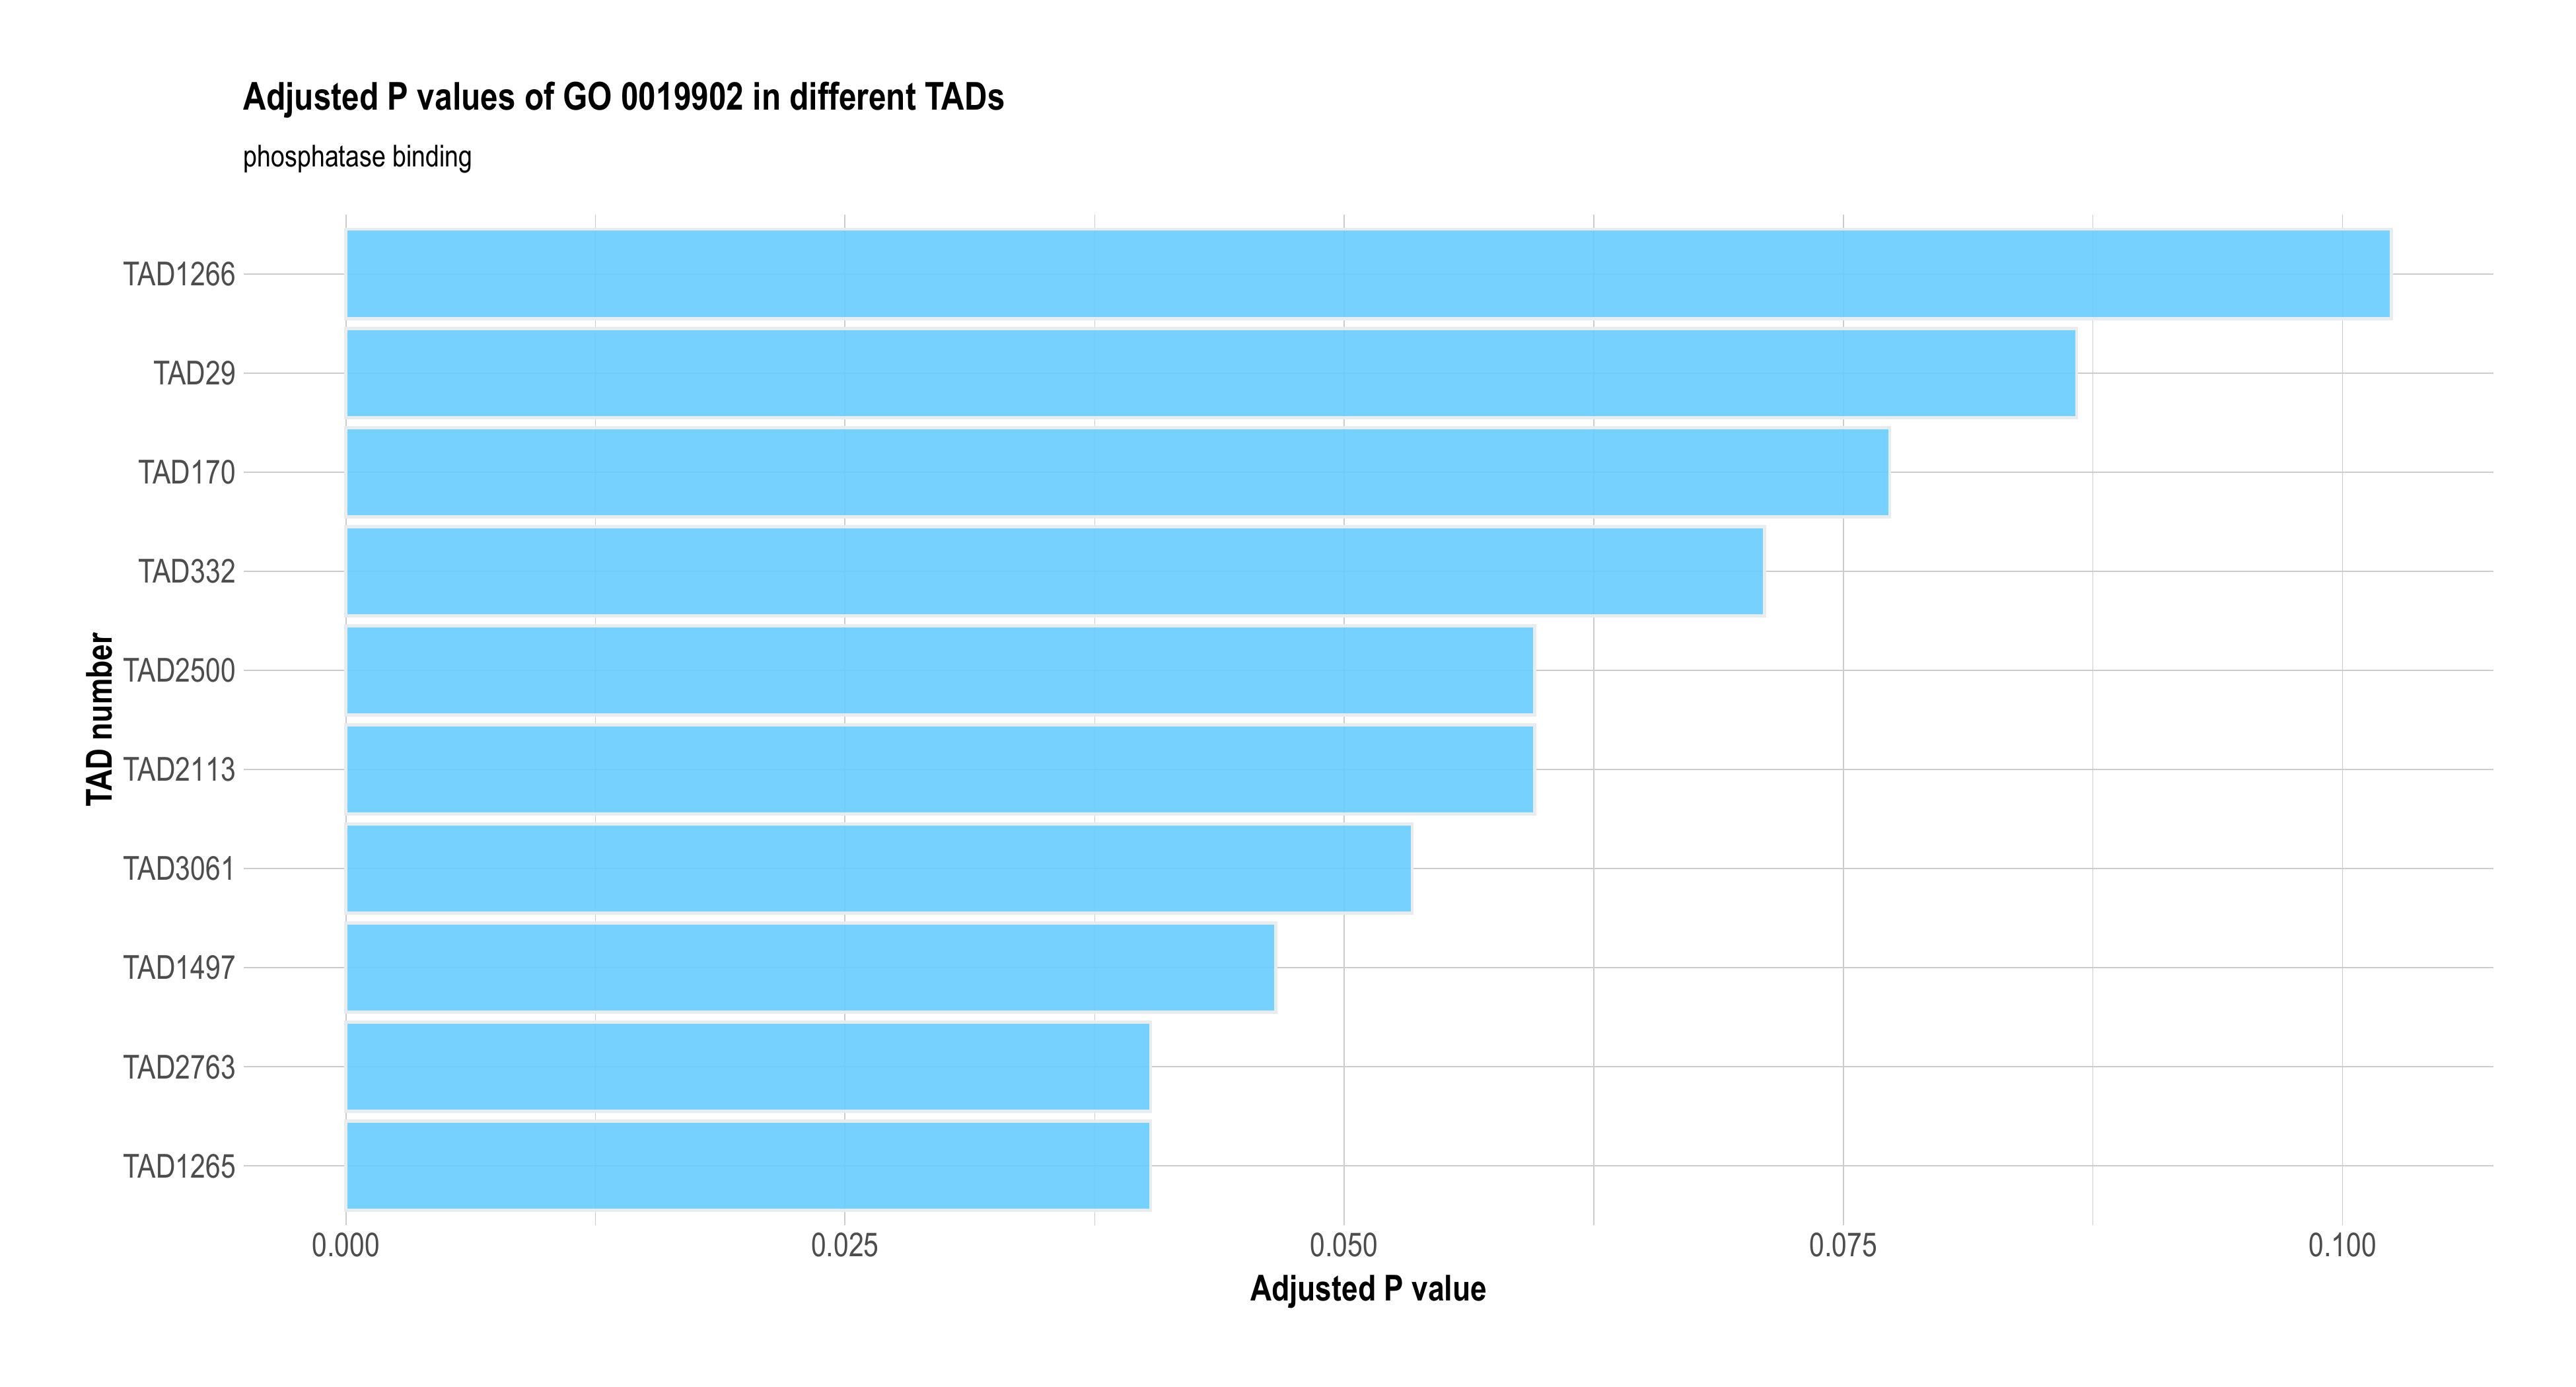 Adjusted P values of GO 0019902 in different TADs
phosphatase binding
TAD number
TAD1266
TAD29
TAD170
TAD332
TAD2500
TAD2113
TAD3061
TAD1497
TAD2763
TAD1265
0.000 0.025 0.050 0.075 0.100
Adjusted P value